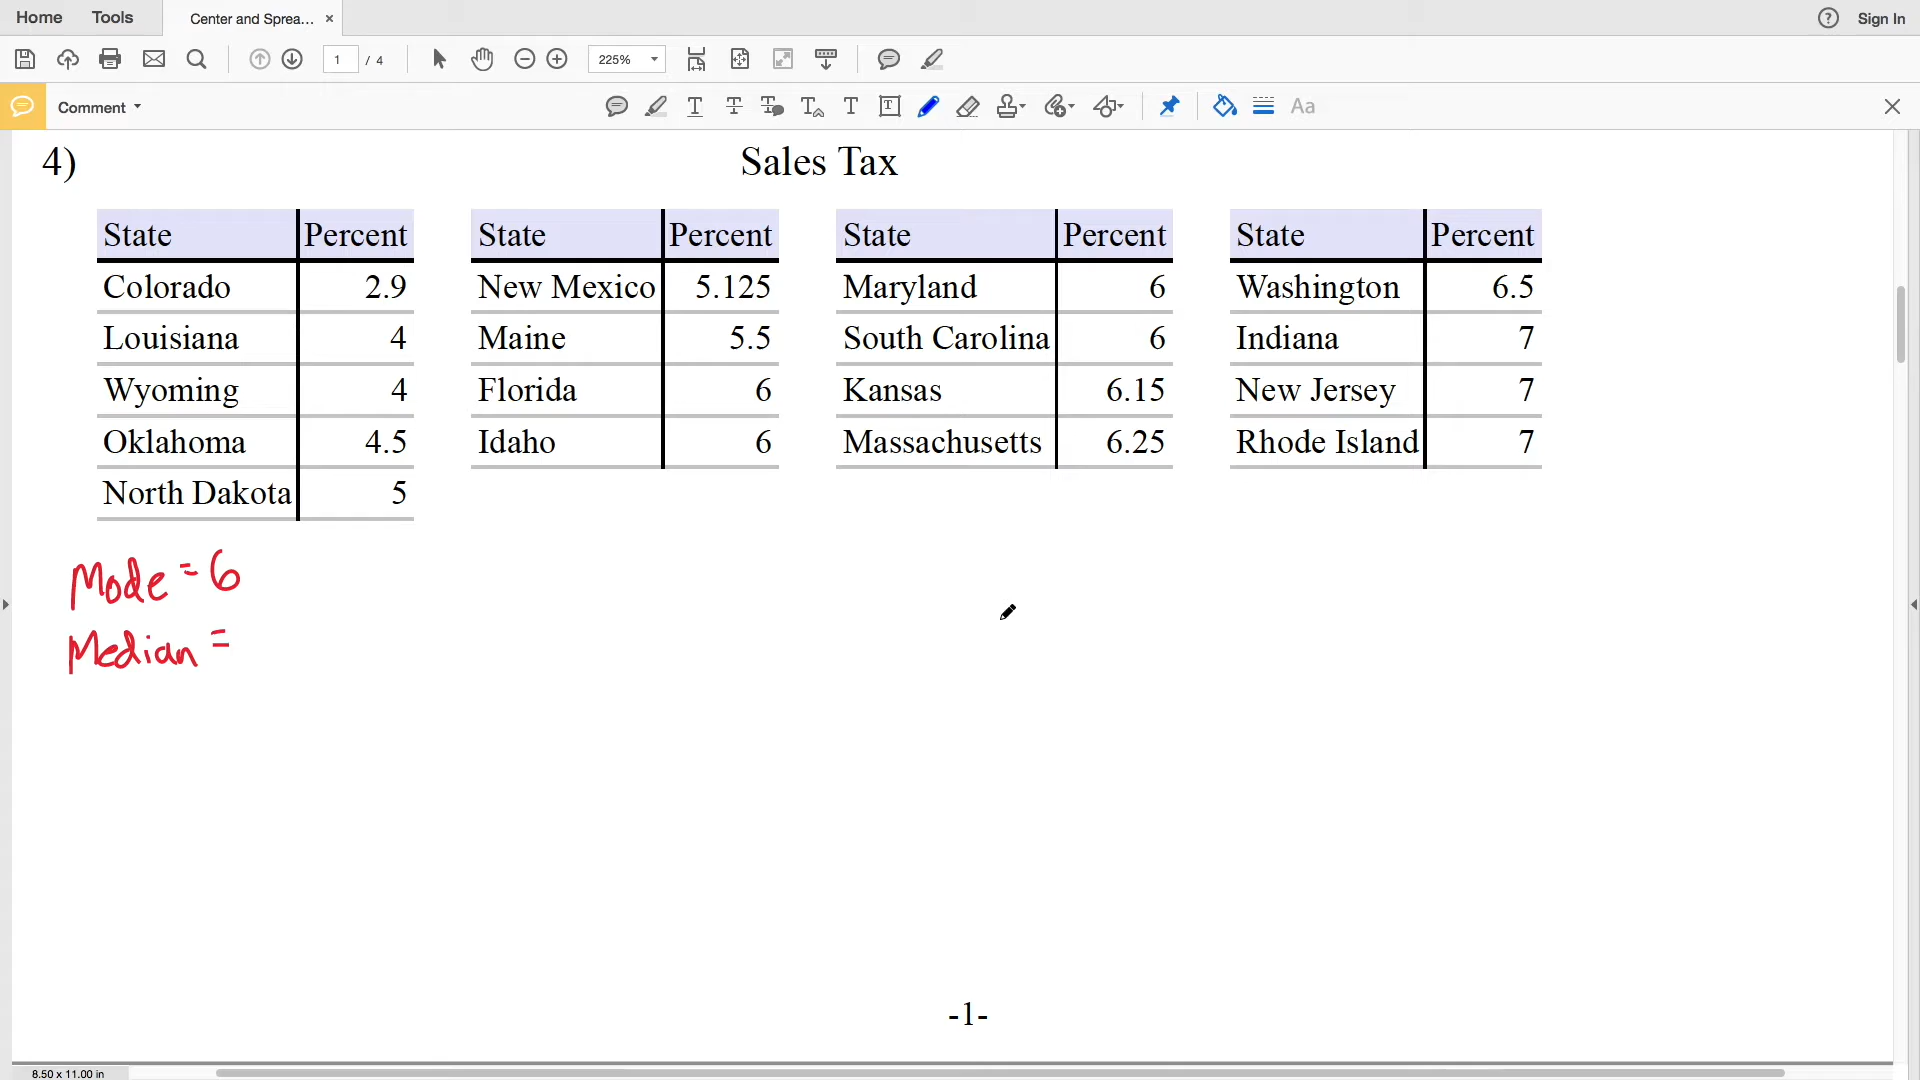 Home Tools Center and Sprea... × ? Sign In
1 / 4 225%
Comment T T T T T T Aa
4) Sales Tax
State Percent State Percent State Percent State Percent
Colorado 2.9 New Mexico 5.125 Maryland 6 Washington 6.5
Louisiana 4 Maine 5.5 South Carolina 6 Indiana 7
Wyoming 4 Florida 6 Kansas 6.15 New Jersey 7
Oklahoma 4.5 Idaho 6 Massachusetts 6.25 Rhode Island 7
North Dakota 5
Mode = 6
Median =
-1-
8.50 x 11.00 in